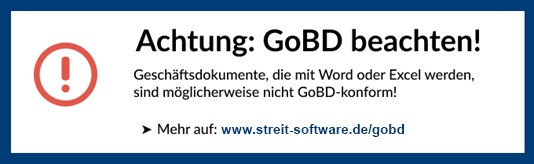 Achtung: GoBD beachten!
Geschäftsdokumente, die mit Word oder Excel werden,
sind möglicherweise nicht GoBD-konform!
➤ Mehr auf: www.streit-software.de/gobd